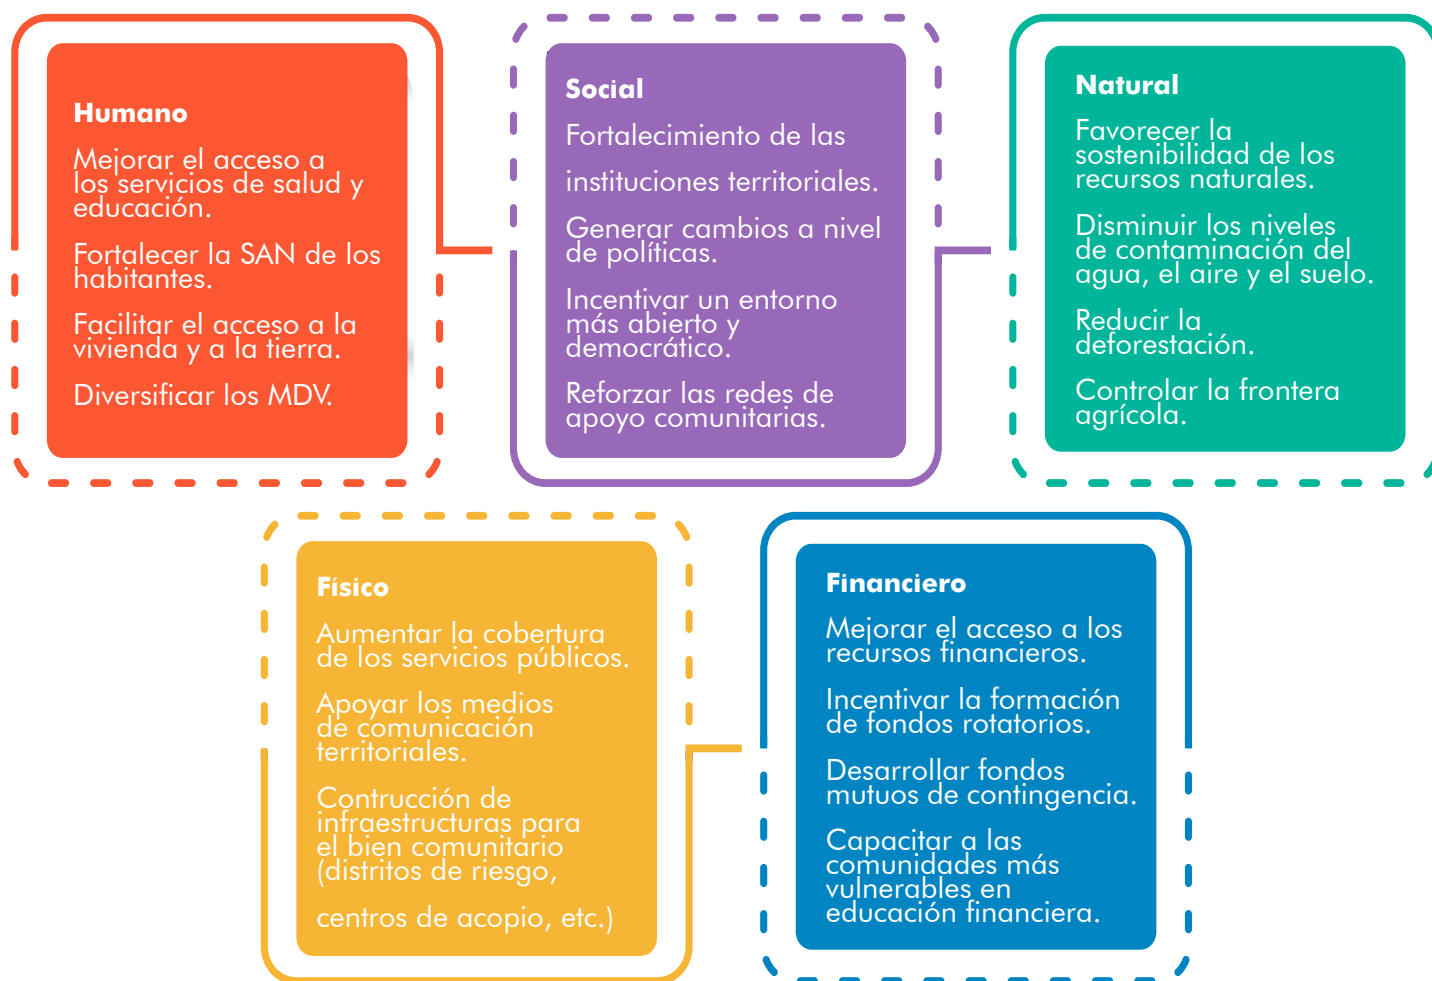 Humano
Mejorar el acceso a
los servicios de salud y
educación.
Fortalecer la SAN de los
habitantes.
Facilitar el acceso a la
vivienda y a la tierra.
Diversificar los MDV.
Social
Fortalecimiento de las
instituciones territoriales.
Generar cambios a nivel
de políticas.
Incentivar un entorno
más abierto y
democrático.
Reforzar las redes de
apoyo comunitarias.
Natural
Favorecer la
sostenibilidad de los
recursos naturales.
Disminuir los niveles
de contaminación del
agua, el aire y el suelo.
Reducir la
deforestación.
Controlar la frontera
agrícola.
Físico
Aumentar la cobertura
de los servicios públicos.
Apoyar los medios
de comunicación
territoriales.
Contrucción de
infraestructuras para
el bien comunitario
(distritos de riesgo,
centros de acopio, etc.)
Financiero
Mejorar el acceso a los
recursos financieros.
Incentivar la formación
de fondos rotatorios.
Desarrollar fondos
mutuos de contingencia.
Capacitar a las
comunidades más
vulnerables en
educación financiera.